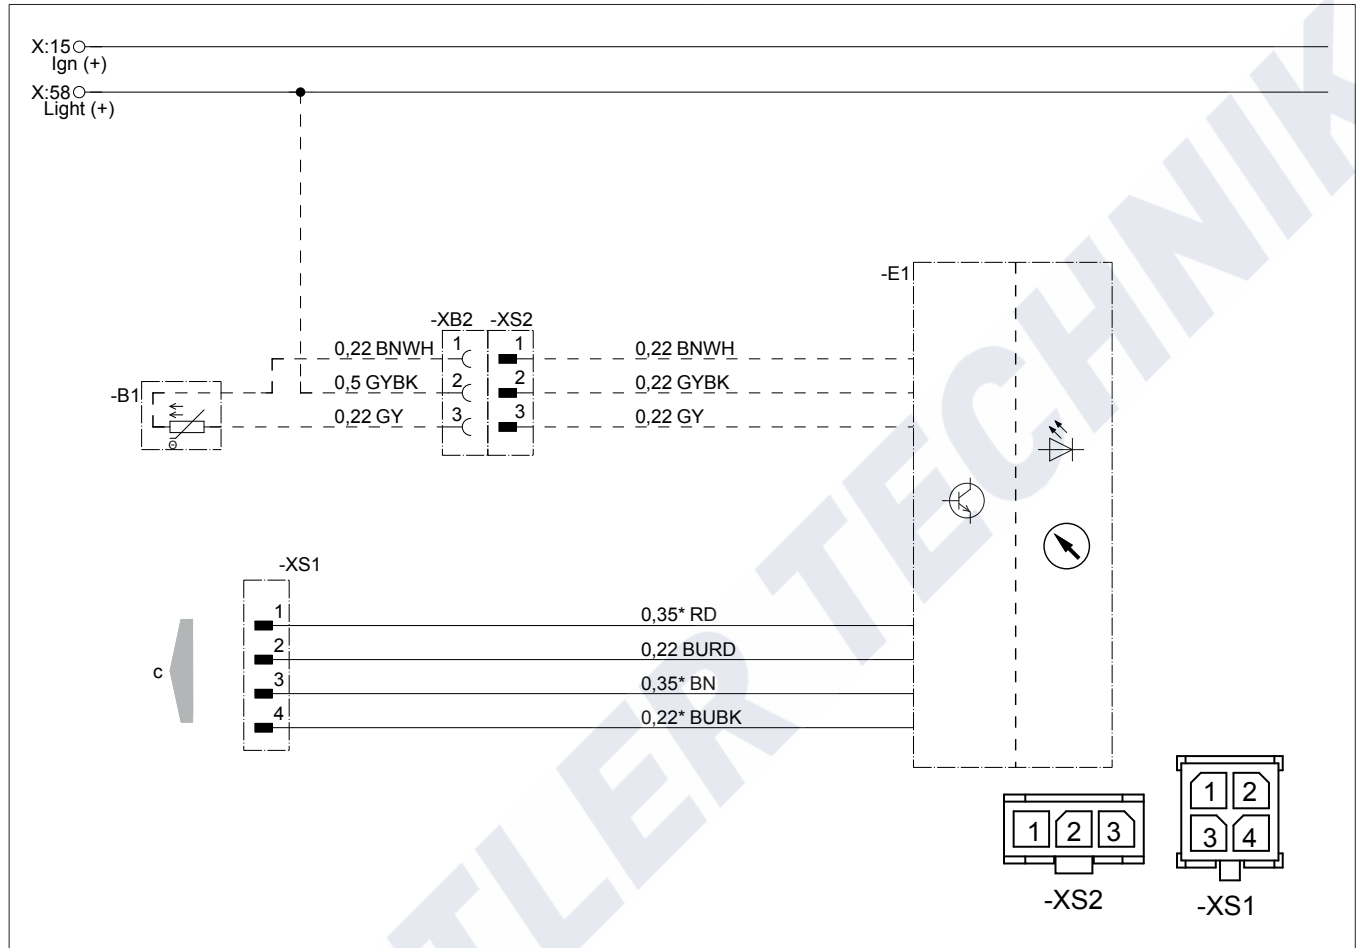 X:15
Ign (+)
X:58
Light (+)
-E1
-XB2 -XS2
0,22 BNWH 1 1 0,22 BNWH
-B1 0,5 GYBK 2 2 0,22 GYBK
0,22 GY 3 3 0,22 GY
Θ
-XS1
1 0,35* RD
2 0,22 BURD
c
3 0,35* BN
4 0,22* BUBK
1 2
1 2 3
3 4
-XS2 -XS1
TLER TECHNIK